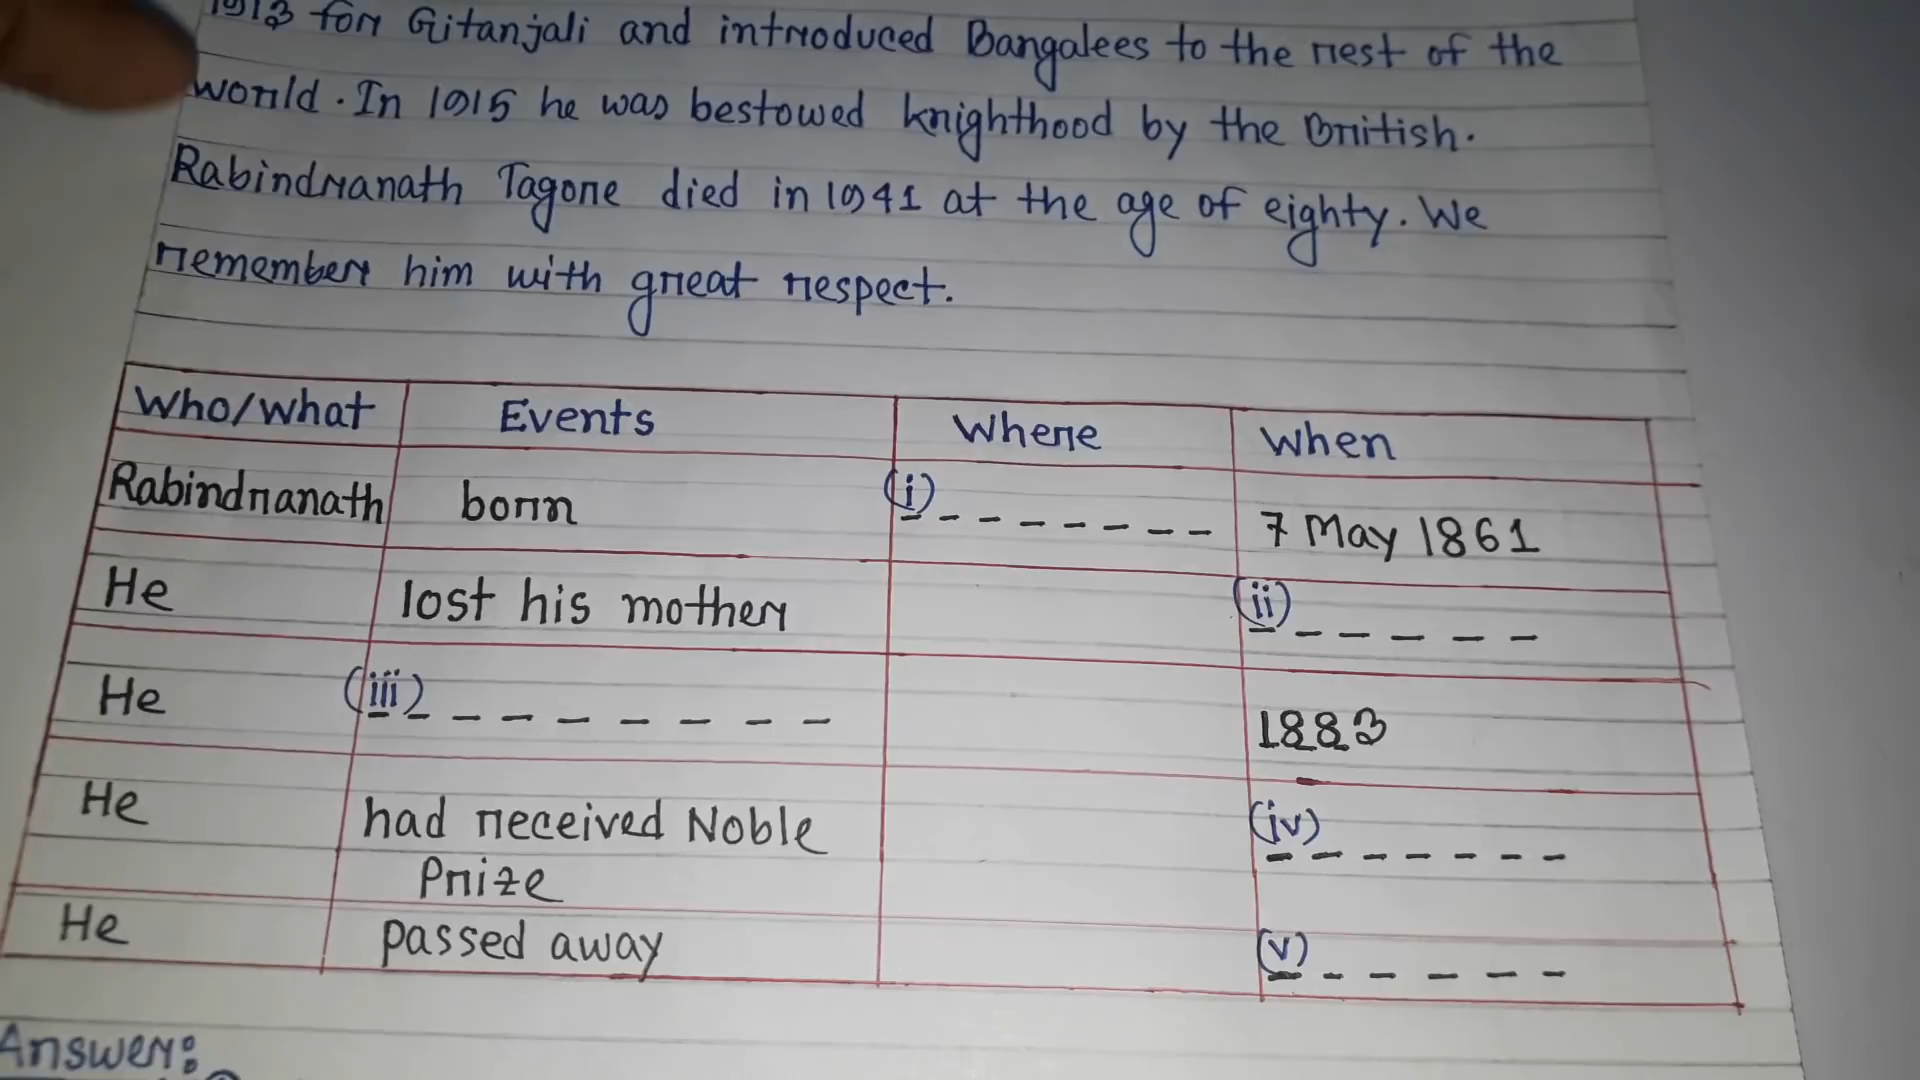 1913 for Gitanjali and introduced Bangalees to the rest of the
world. In 1915 he was bestowed knighthood by the British.
Rabindranath Tagore died in 1941 at the age of eighty. We
remember him with great respect.
Who/What Events Where When
Rabindranath born (i) _ _ _ _ _ _ _ _ 7 May 1861
He lost his mother (ii) _ _ _ _ _ _
He (iii) _ _ _ _ _ _ _ _ _ _ 1883
He had received Noble (iv) _ _ _ _ _ _ _
Prize
He passed away (v) _ _ _ _ _ _
Answer: